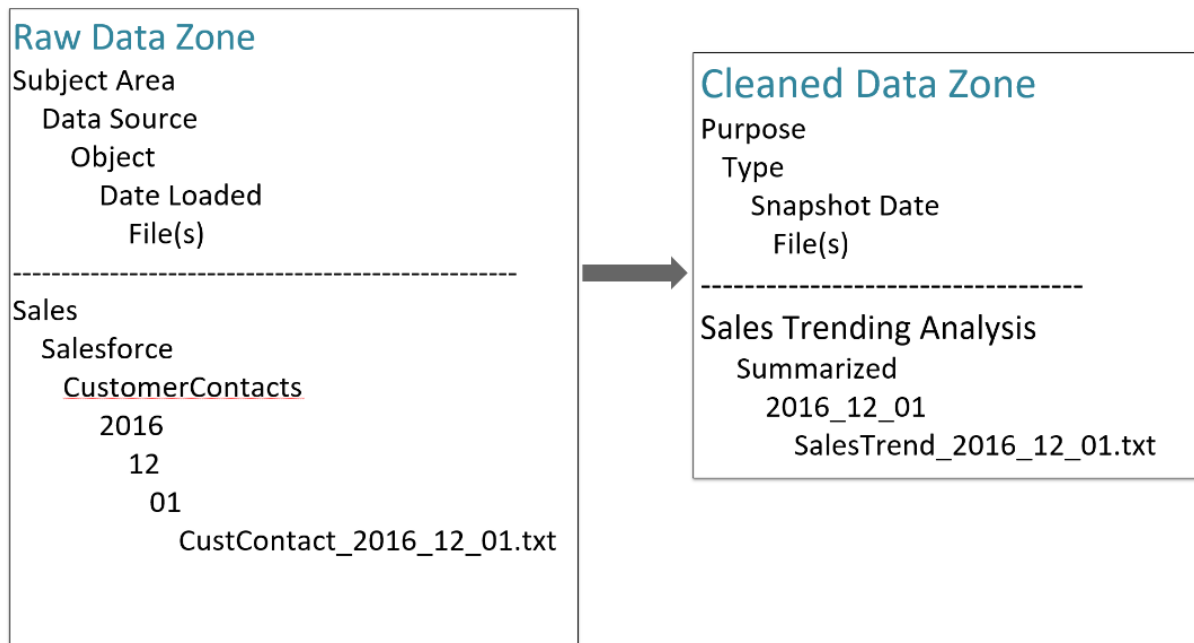 Raw Data Zone
Subject Area
Data Source
Object
Date Loaded
File(s)
----------------------------------------------------
Sales
Salesforce
CustomerContacts
2016
12
01
CustContact_2016_12_01.txt
Cleaned Data Zone
Purpose
Type
Snapshot Date
File(s)
-----------------------------------
Sales Trending Analysis
Summarized
2016_12_01
SalesTrend_2016_12_01.txt